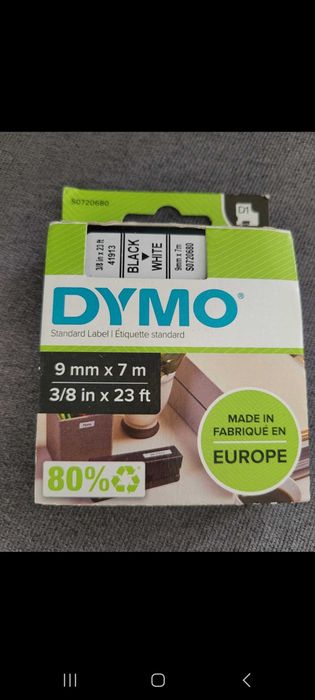 S0720680
D1
3/8 in x 23 ft
41913
BLACK
WHITE
9mm x 7m
S0720680
DYMO®
Standard Label | Étiquette standard
9 mm x 7 m
3/8 in x 23 ft
MADE IN
FABRIQUÉ EN
EUROPE
80%